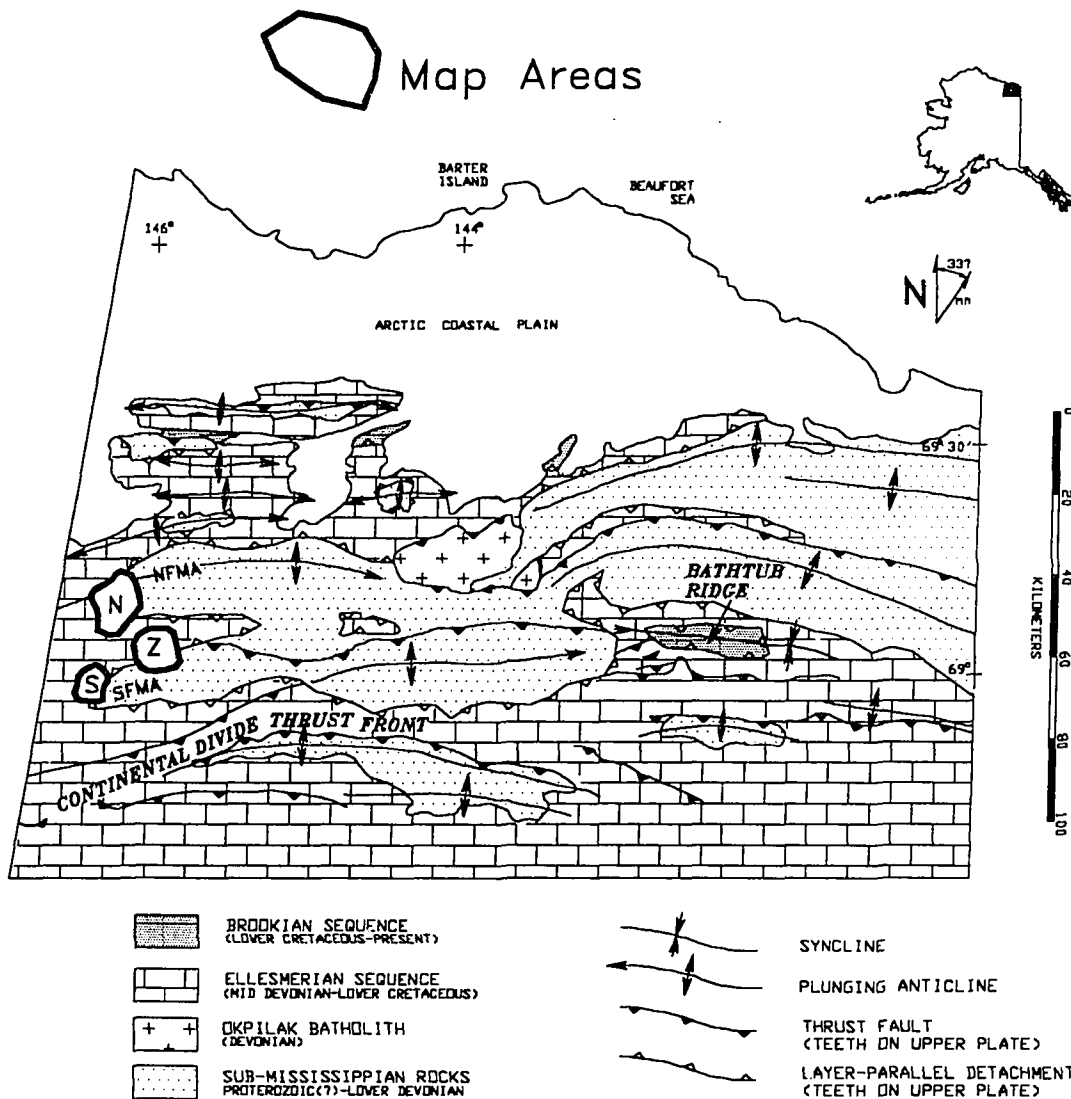 Map Areas
BARTER
ISLAND
BEAUFORT
SEA
146°
144°
337
N
mn
ARCTIC COASTAL PLAIN
0
69° 30'
20
NFMA
40
BATHTUB
RIDGE
N
KILOMETERS
Z
60
69°
S
SFMA
CONTINENTAL DIVIDE THRUST FRONT
80
100
BROOKIAN SEQUENCE
(LOWER CRETACEOUS-PRESENT)
SYNCLINE
ELLESMERIAN SEQUENCE
(MID DEVONIAN-LOWER CRETACEOUS)
PLUNGING ANTICLINE
OKPILAK BATHOLITH
(DEVONIAN)
THRUST FAULT
(TEETH ON UPPER PLATE)
SUB-MISSISSIPPIAN ROCKS
PROTEROZOIC(?)-LOWER DEVONIAN
LAYER-PARALLEL DETACHMENT
(TEETH ON UPPER PLATE)